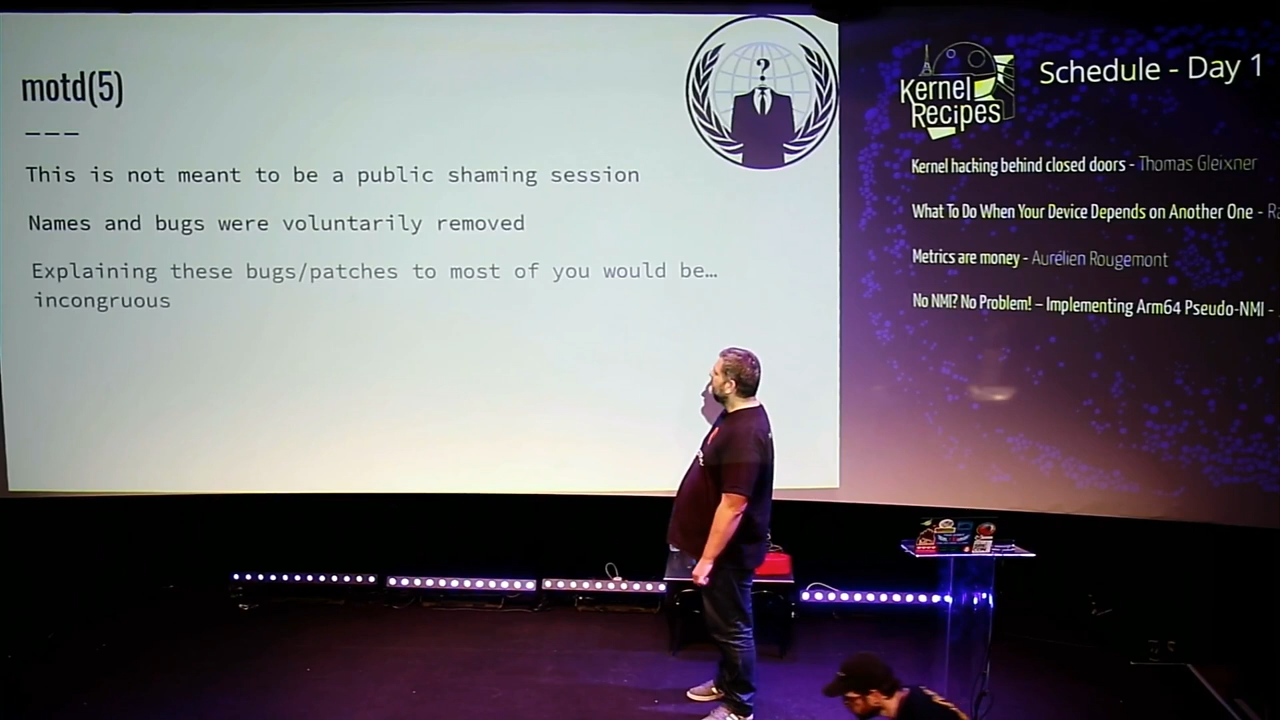 motd(5)
---
This is not meant to be a public shaming session
Names and bugs were voluntarily removed
Explaining these bugs/patches to most of you would be…
incongruous
?
Kernel
Recipes
Schedule - Day 1
Kernel hacking behind closed doors - Thomas Gleixner
What To Do When Your Device Depends on Another One -
Metrics are money - Aurélien Rougemont
No NMI? No Problem! – Implementing Arm64 Pseudo-NMI -